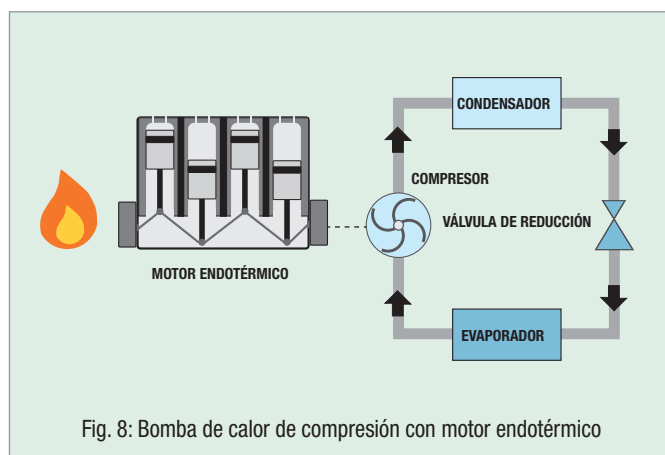 CONDENSADOR
COMPRESOR
VÁLVULA DE REDUCCIÓN
MOTOR ENDOTÉRMICO
EVAPORADOR
Fig. 8: Bomba de calor de compresión con motor endotérmico